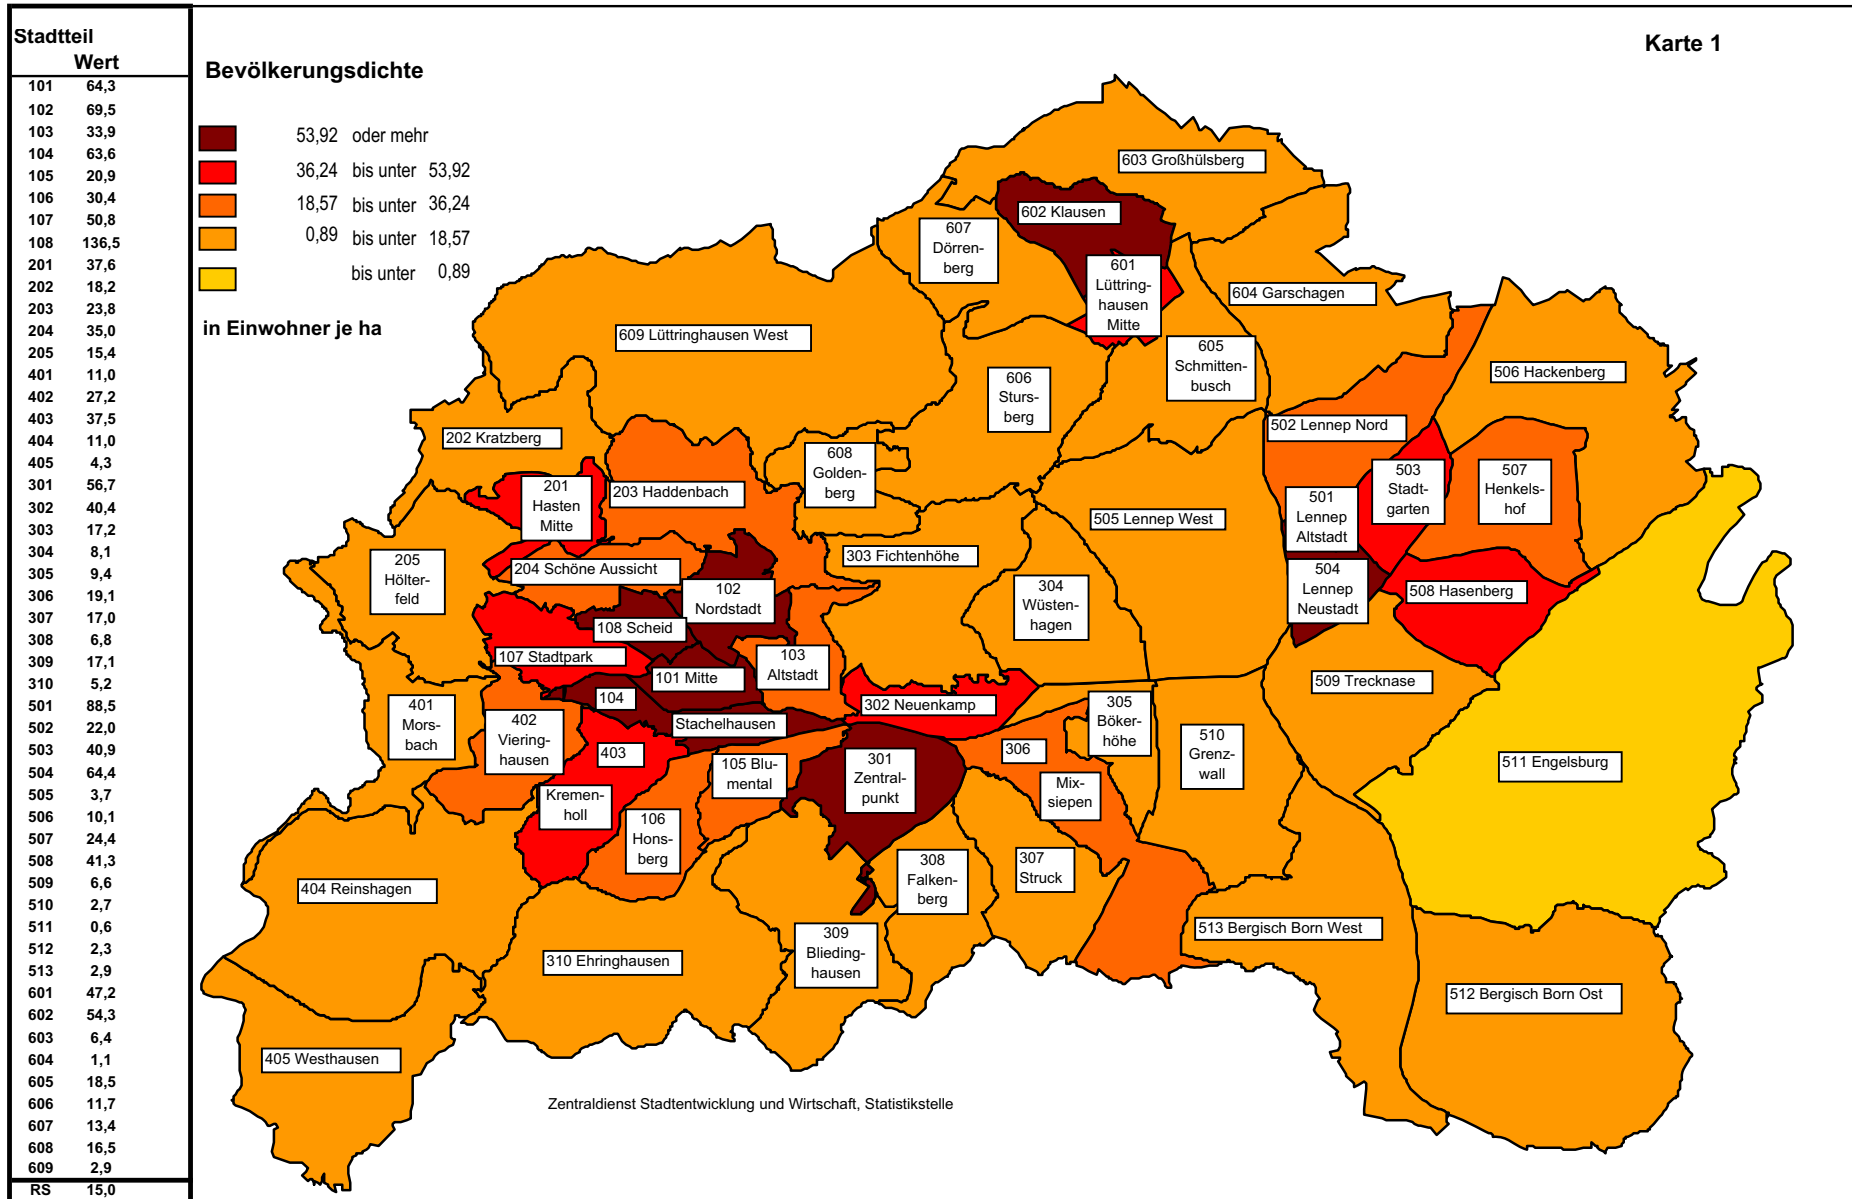 Stadtteil
Wert
101 64,3
102 69,5
103 33,9
104 63,6
105 20,9
106 30,4
107 50,8
108 136,5
201 37,6
202 18,2
203 23,8
204 35,0
205 15,4
401 11,0
402 27,2
403 37,5
404 11,0
405 4,3
301 56,7
302 40,4
303 17,2
304 8,1
305 9,4
306 19,1
307 17,0
308 6,8
309 17,1
310 5,2
501 88,5
502 22,0
503 40,9
504 64,4
505 3,7
506 10,1
507 24,4
508 41,3
509 6,6
510 2,7
511 0,6
512 2,3
513 2,9
601 47,2
602 54,3
603 6,4
604 1,1
605 18,5
606 11,7
607 13,4
608 16,5
609 2,9
RS 15,0
Karte 1
Bevölkerungsdichte
53,92 oder mehr
36,24 bis unter 53,92
18,57 bis unter 36,24
0,89 bis unter 18,57
bis unter 0,89
in Einwohner je ha
603 Großhülsberg
602 Klausen
607
Dörren-
berg
601
Lüttring-
hausen
Mitte
604 Garschagen
609 Lüttringhausen West
605
Schmitten-
busch
606
Sturs-
berg
506 Hackenberg
502 Lennep Nord
202 Kratzberg
608
Golden-
berg
503
Stadt-
garten
507
Henkels-
hof
201
Hasten
Mitte
203 Haddenbach
501
Lennep
Altstadt
505 Lennep West
303 Fichtenhöhe
205
Hölter-
feld
204 Schöne Aussicht
504
Lennep
Neustadt
508 Hasenberg
102
Nordstadt
304
Wüsten-
hagen
108 Scheid
107 Stadtpark
103
Altstadt
101 Mitte
509 Trecknase
104
Stachelhausen
302 Neuenkamp
305
Böker-
höhe
401
Mors-
bach
402
Viering-
hausen
403
Kremen-
holl
105 Blu-
mental
301
Zentral-
punkt
306
Mix-
siepen
510
Grenz-
wall
511 Engelsburg
106
Hons-
berg
307
Struck
308
Falken-
berg
404 Reinshagen
513 Bergisch Born West
309
Blieding-
hausen
310 Ehringhausen
512 Bergisch Born Ost
405 Westhausen
Zentraldienst Stadtentwicklung und Wirtschaft, Statistikstelle